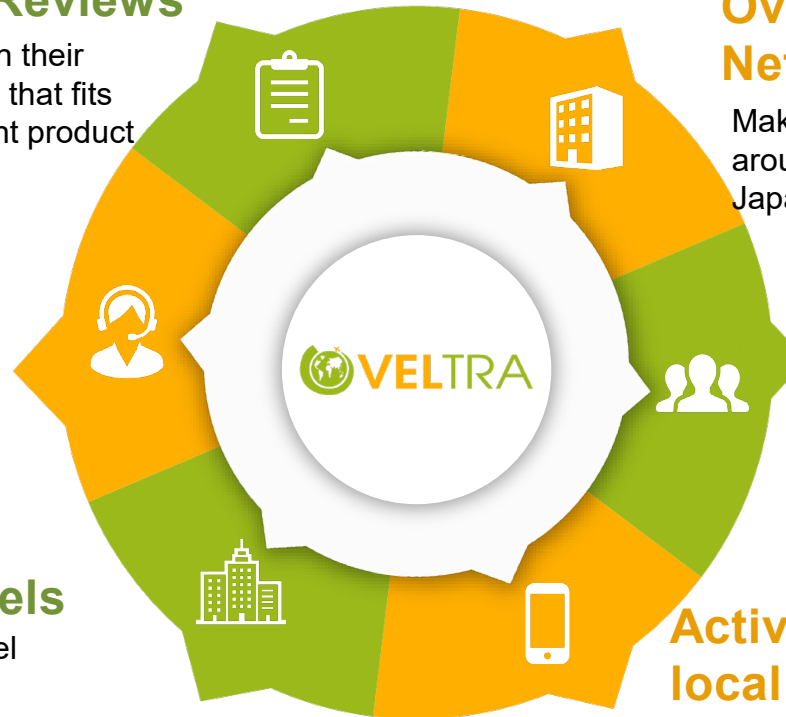 Reviews
n their
that fits
nt product
Ov
Net
Mak
arou
Japa
VELTRA
els
el
Activ
local